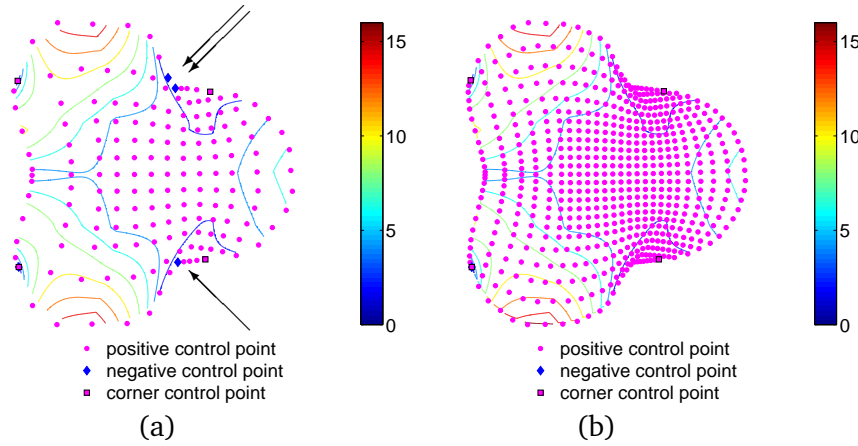 15
10
5
0
positive control point
negative control point
corner control point
(a)
15
10
5
0
positive control point
negative control point
corner control point
(b)